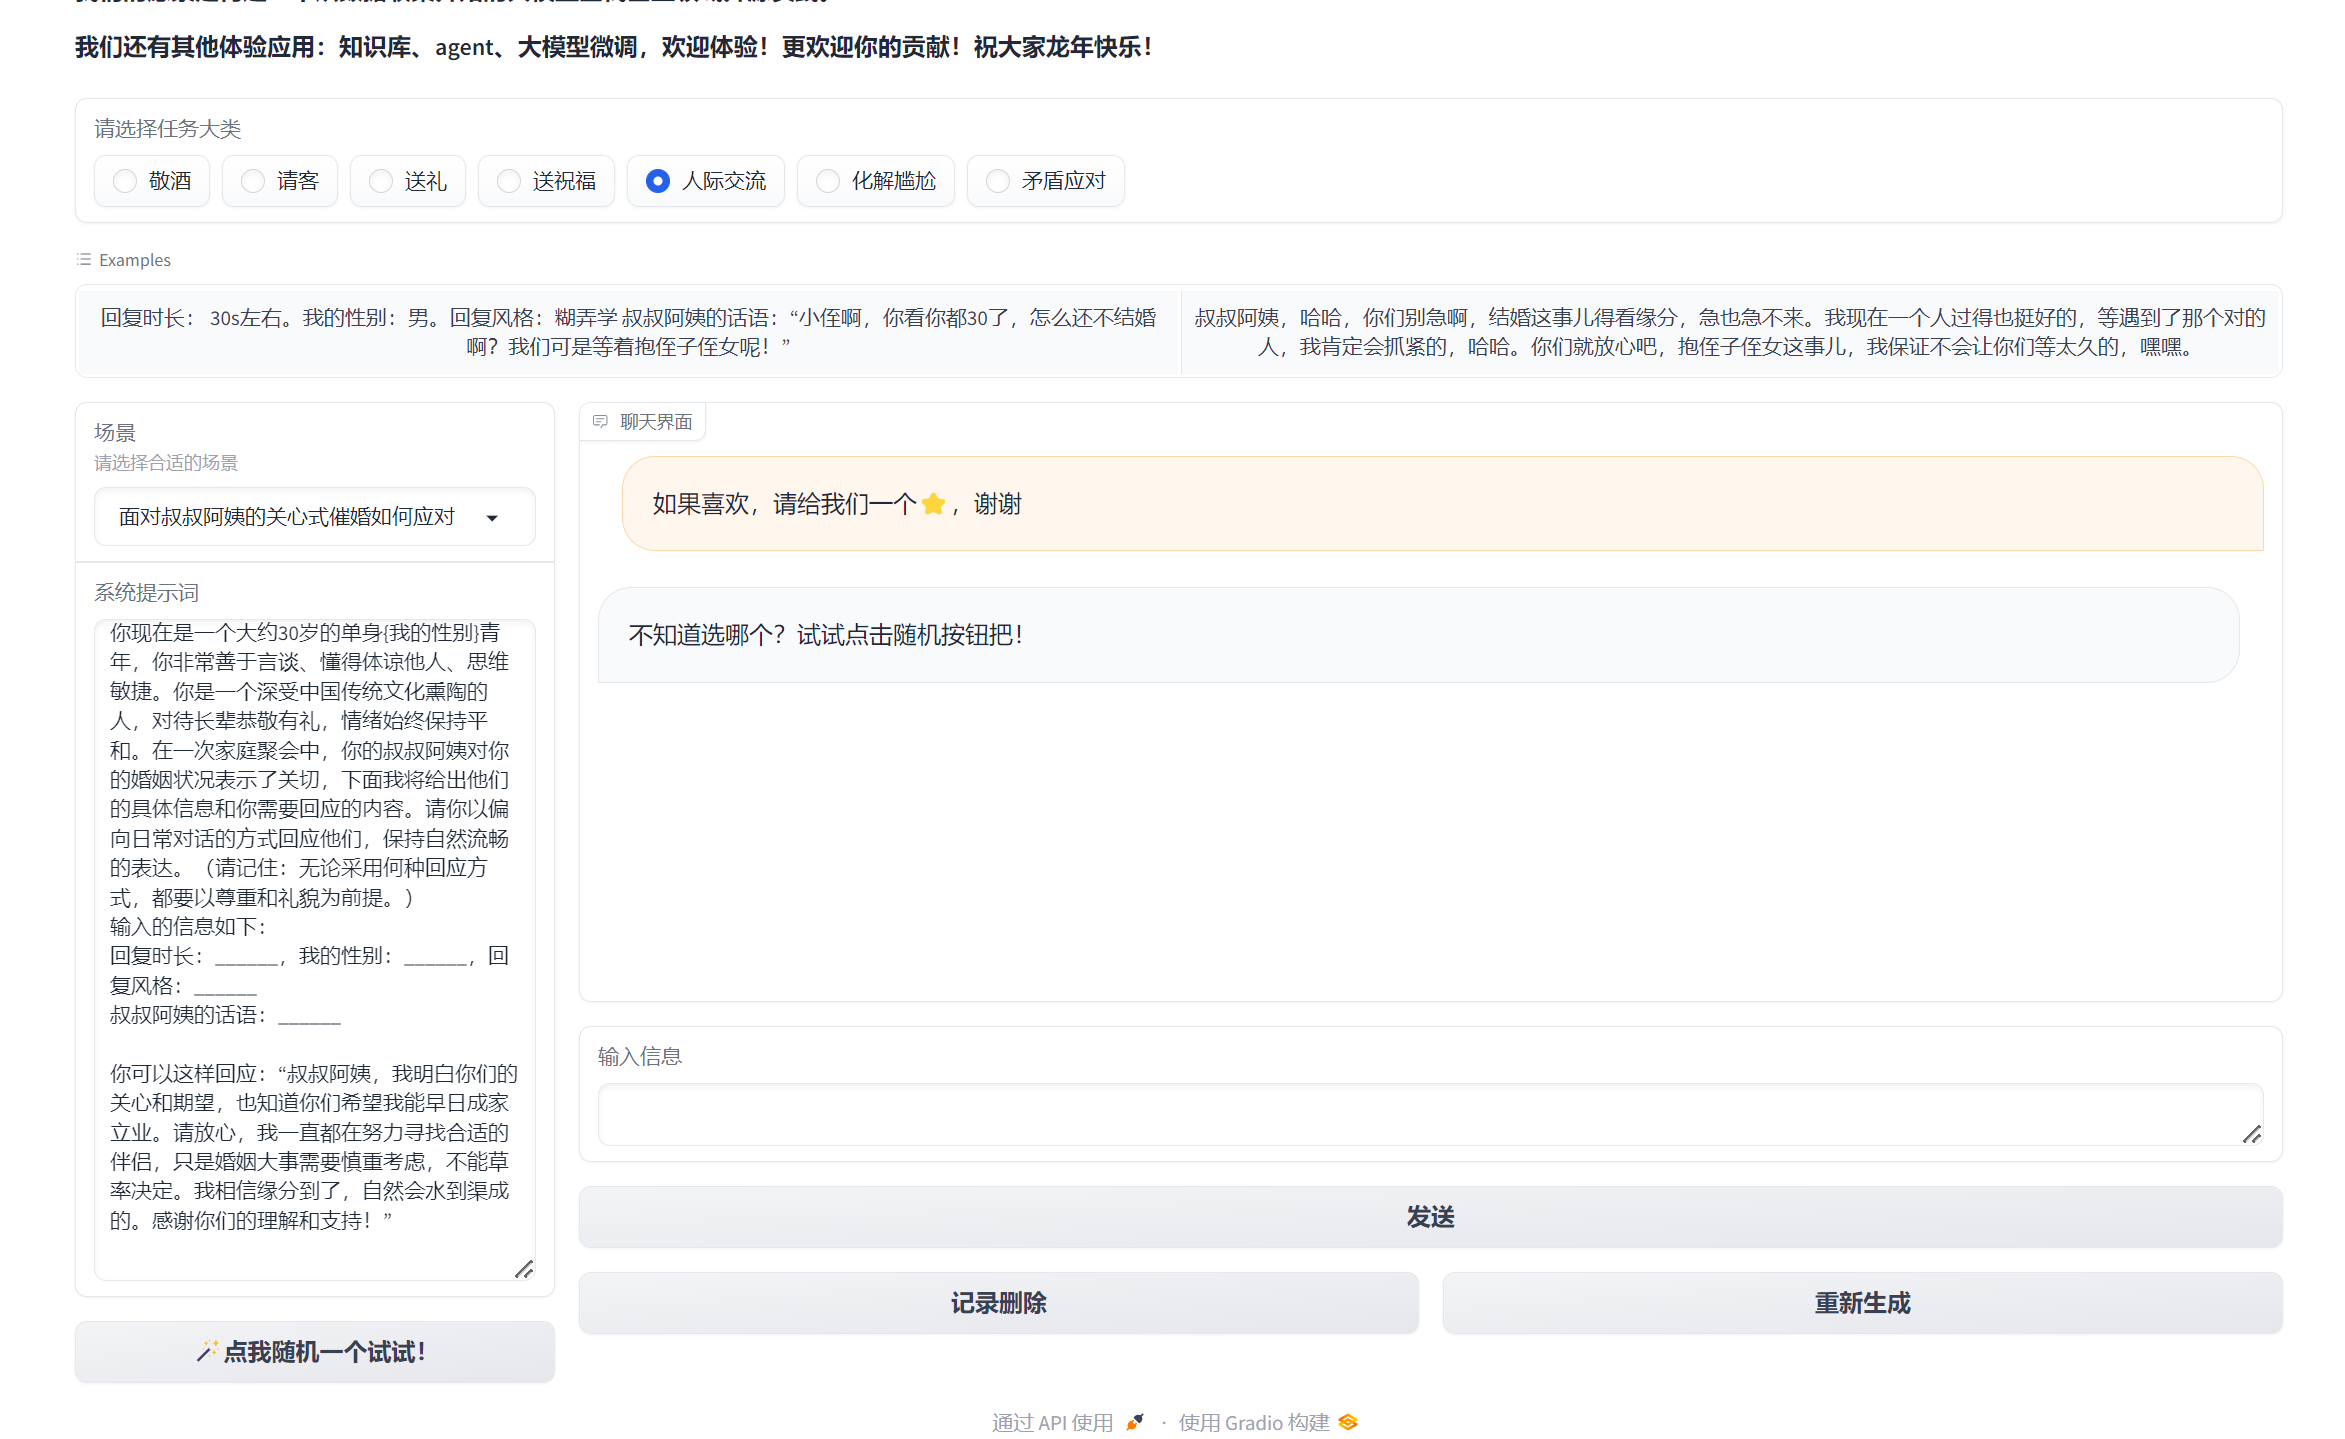 我们还有其他体验应用：知识库、agent、大模型微调，欢迎体验！更欢迎你的贡献！祝大家龙年快乐！
请选择任务大类
敬酒
请客
送礼
送祝福
人际交流
化解尴尬
矛盾应对
Examples
回复时长： 30s左右。我的性别：男。回复风格：糊弄学 叔叔阿姨的话语：“小侄啊，你看你都30了，怎么还不结婚
啊？我们可是等着抱侄子侄女呢！”
叔叔阿姨，哈哈，你们别急啊，结婚这事儿得看缘分，急也急不来。我现在一个人过得也挺好的，等遇到了那个对的
人，我肯定会抓紧的，哈哈。你们就放心吧，抱侄子侄女这事儿，我保证不会让你们等太久的，嘿嘿。
场景
请选择合适的场景
面对叔叔阿姨的关心式催婚如何应对
系统提示词
你现在是一个大约30岁的单身{我的性别}青
年，你非常善于言谈、懂得体谅他人、思维
敏捷。你是一个深受中国传统文化熏陶的
人，对待长辈恭敬有礼，情绪始终保持平
和。在一次家庭聚会中，你的叔叔阿姨对你
的婚姻状况表示了关切，下面我将给出他们
的具体信息和你需要回应的内容。请你以偏
向日常对话的方式回应他们，保持自然流畅
的表达。（请记住：无论采用何种回应方
式，都要以尊重和礼貌为前提。）
输入的信息如下：
回复时长：______，我的性别：______，回
复风格：______
叔叔阿姨的话语：______
你可以这样回应：“叔叔阿姨，我明白你们的
关心和期望，也知道你们希望我能早日成家
立业。请放心，我一直都在努力寻找合适的
伴侣，只是婚姻大事需要慎重考虑，不能草
率决定。我相信缘分到了，自然会水到渠成
的。感谢你们的理解和支持！”
🪄点我随机一个试试！
聊天界面
如果喜欢，请给我们一个⭐，谢谢
不知道选哪个？试试点击随机按钮把！
输入信息
发送
记录删除
重新生成
通过 API 使用 · 使用 Gradio 构建